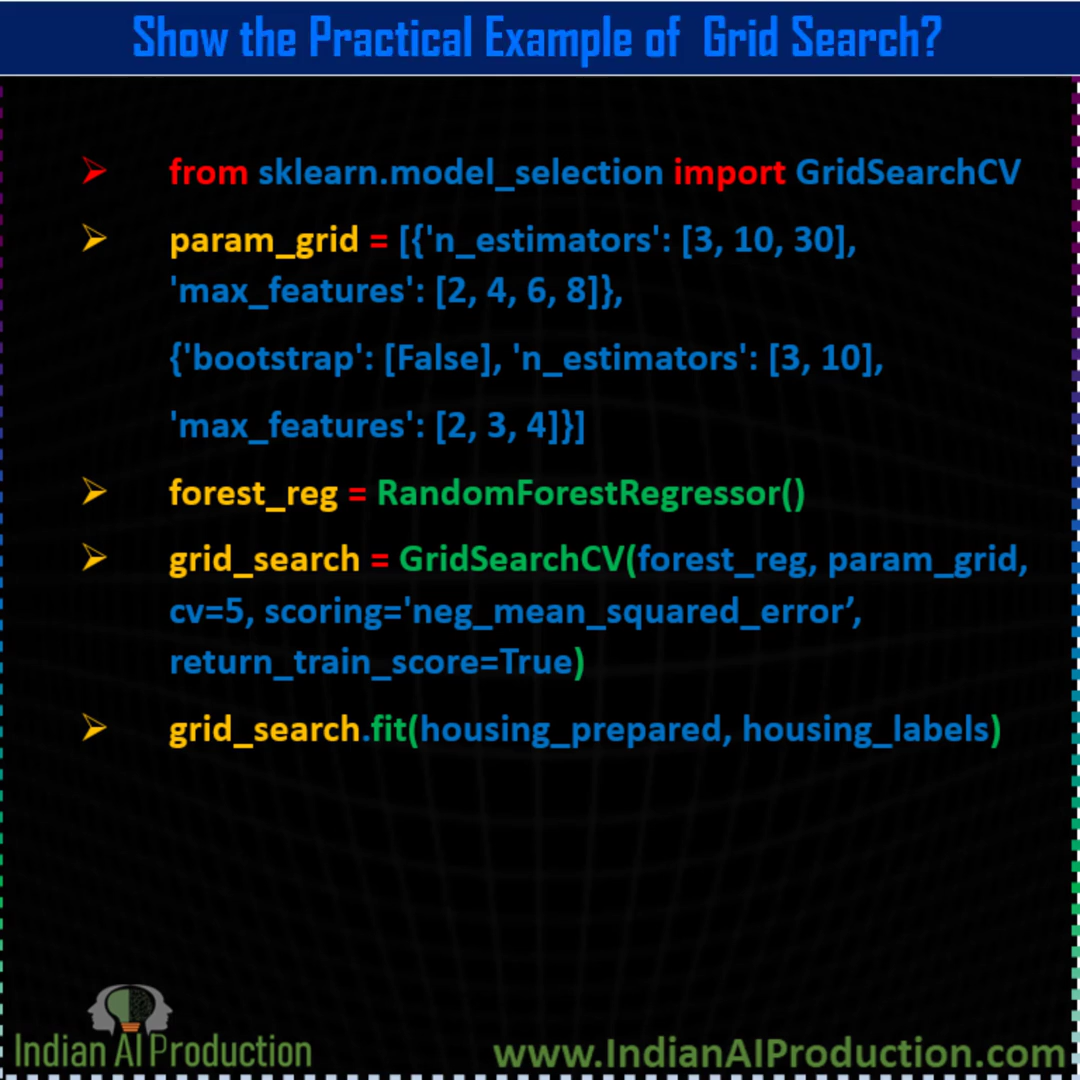 Show the Practical Example of Grid Search?
from sklearn.model_selection import GridSearchCV
param_grid = [{'n_estimators': [3, 10, 30],
'max_features': [2, 4, 6, 8]},
{'bootstrap': [False], 'n_estimators': [3, 10],
'max_features': [2, 3, 4]}]
forest_reg = RandomForestRegressor()
grid_search = GridSearchCV(forest_reg, param_grid,
cv=5, scoring='neg_mean_squared_error’,
return_train_score=True)
grid_search.fit(housing_prepared, housing_labels)
Indian AI Production
www.IndianAIProduction.com